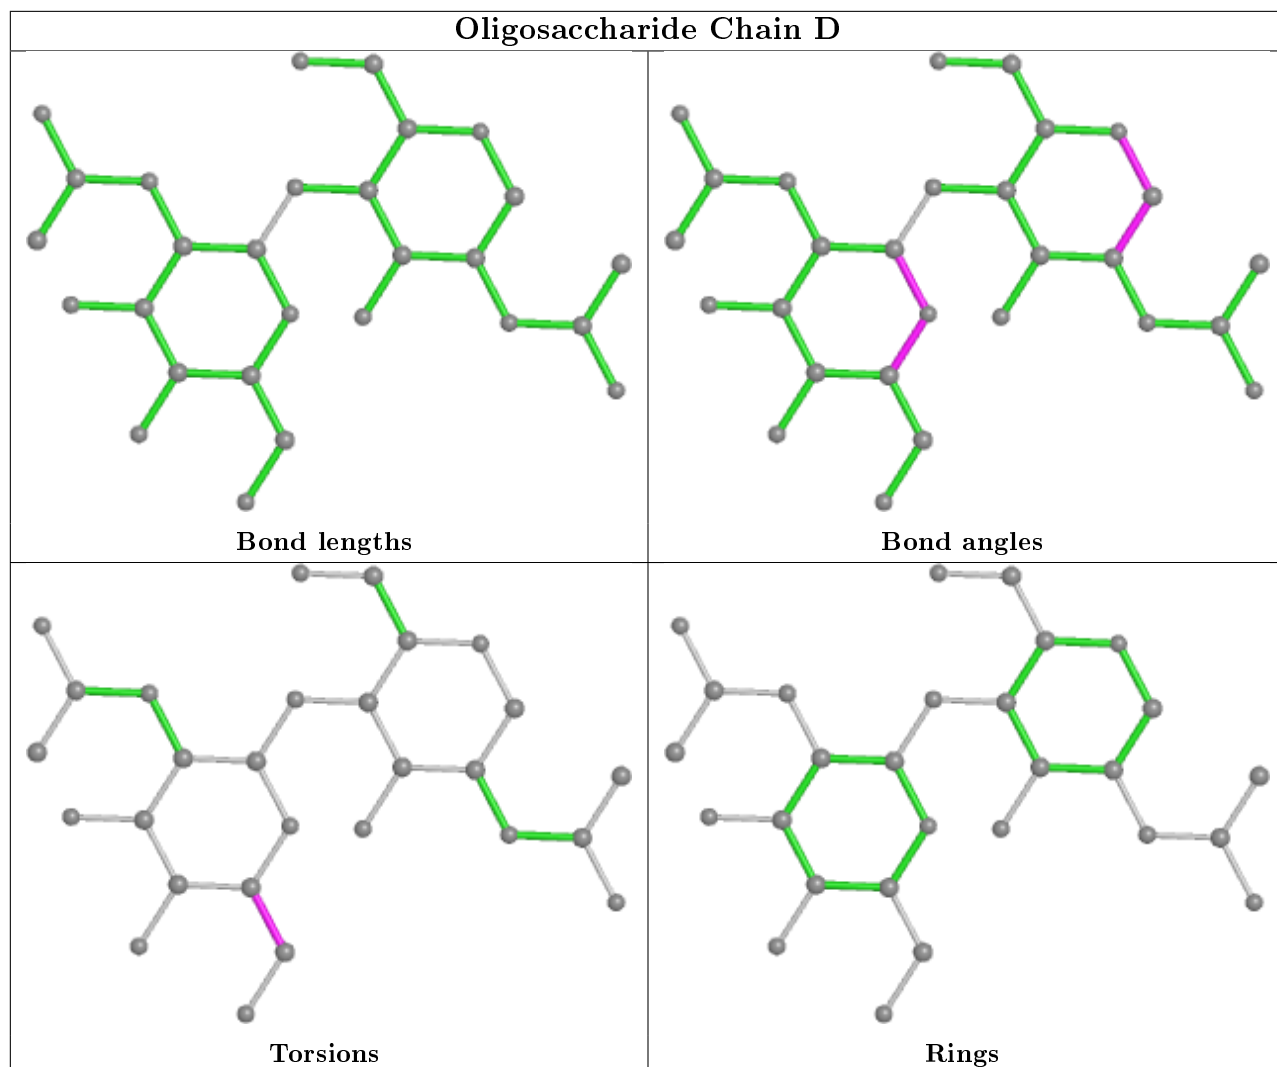 Oligosaccharide Chain D
Bond lengths
Bond angles
Torsions
Rings